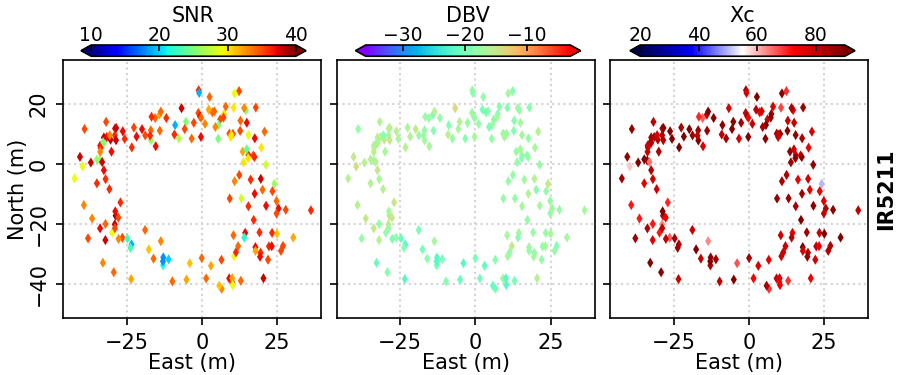 SNR DBV Xc
10 20 30 40 −30 −20 −10 20 40 60 80
20
0
−20
−40
North (m)
IR5211
−25 0 25 −25 0 25 −25 0 25
East (m) East (m) East (m)